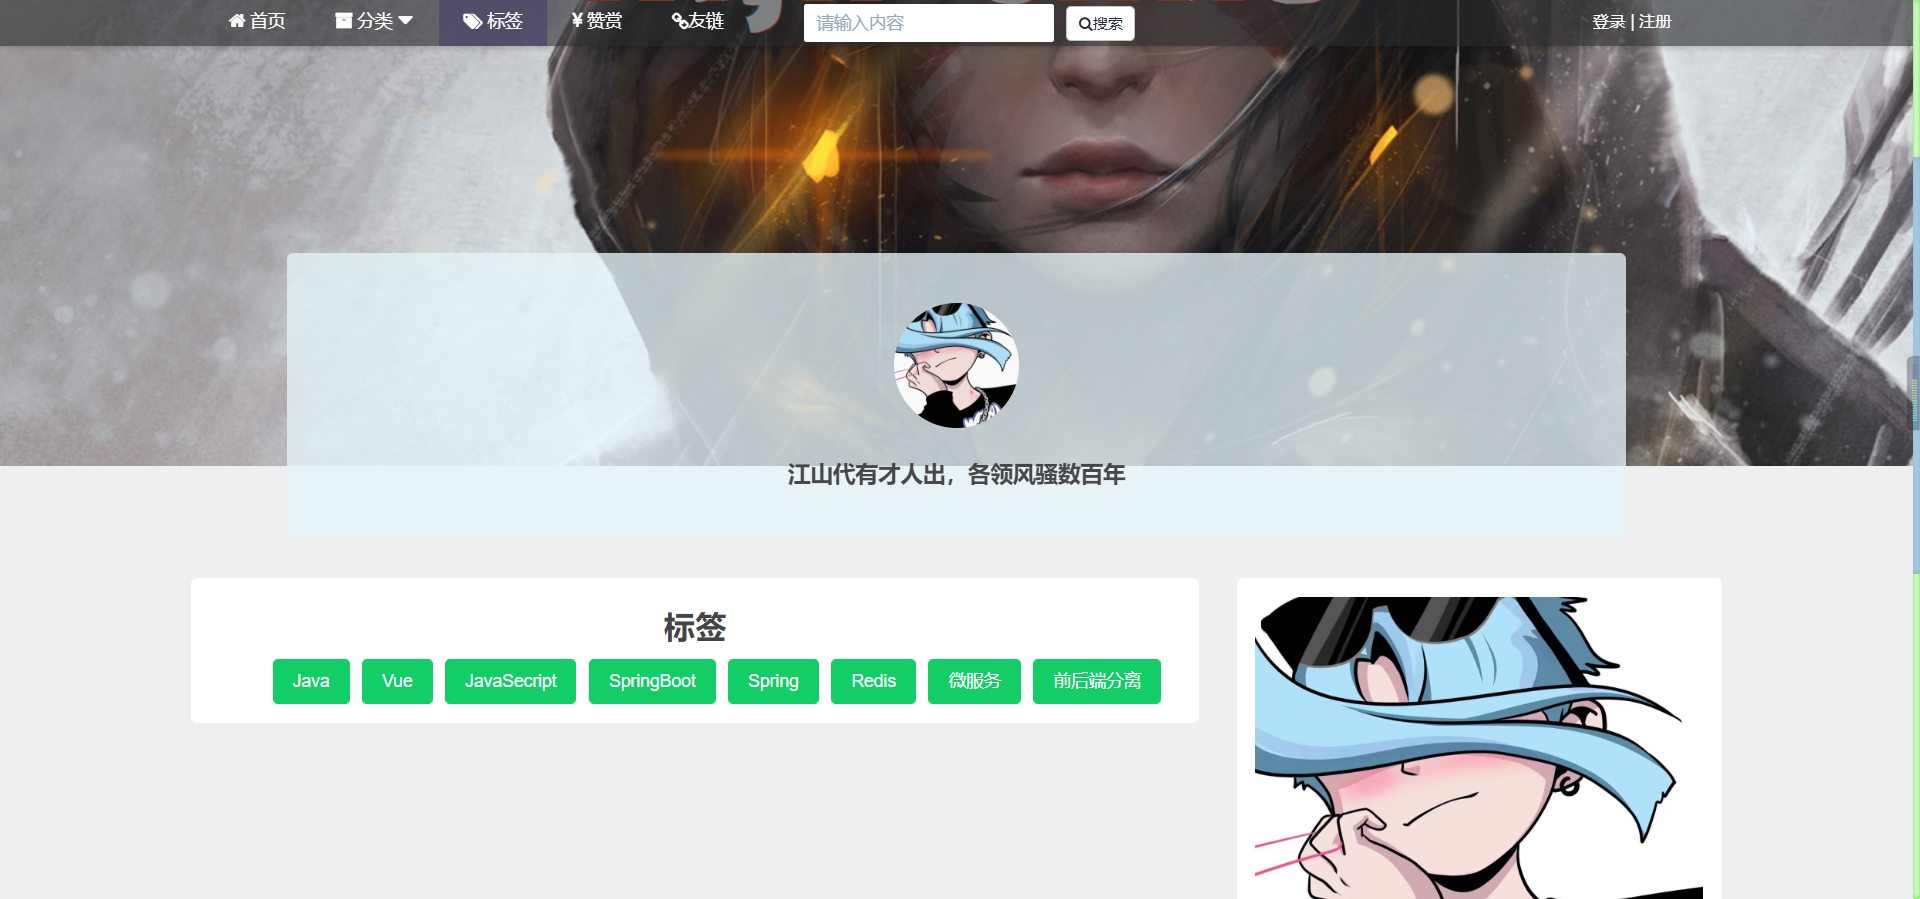 首页 分类 标签 ¥ 赞赏 友链 请输入内容 搜索 登录 | 注册
江山代有才人出，各领风骚数百年
标签
Java Vue JavaSecript SpringBoot Spring Redis 微服务 前后端分离